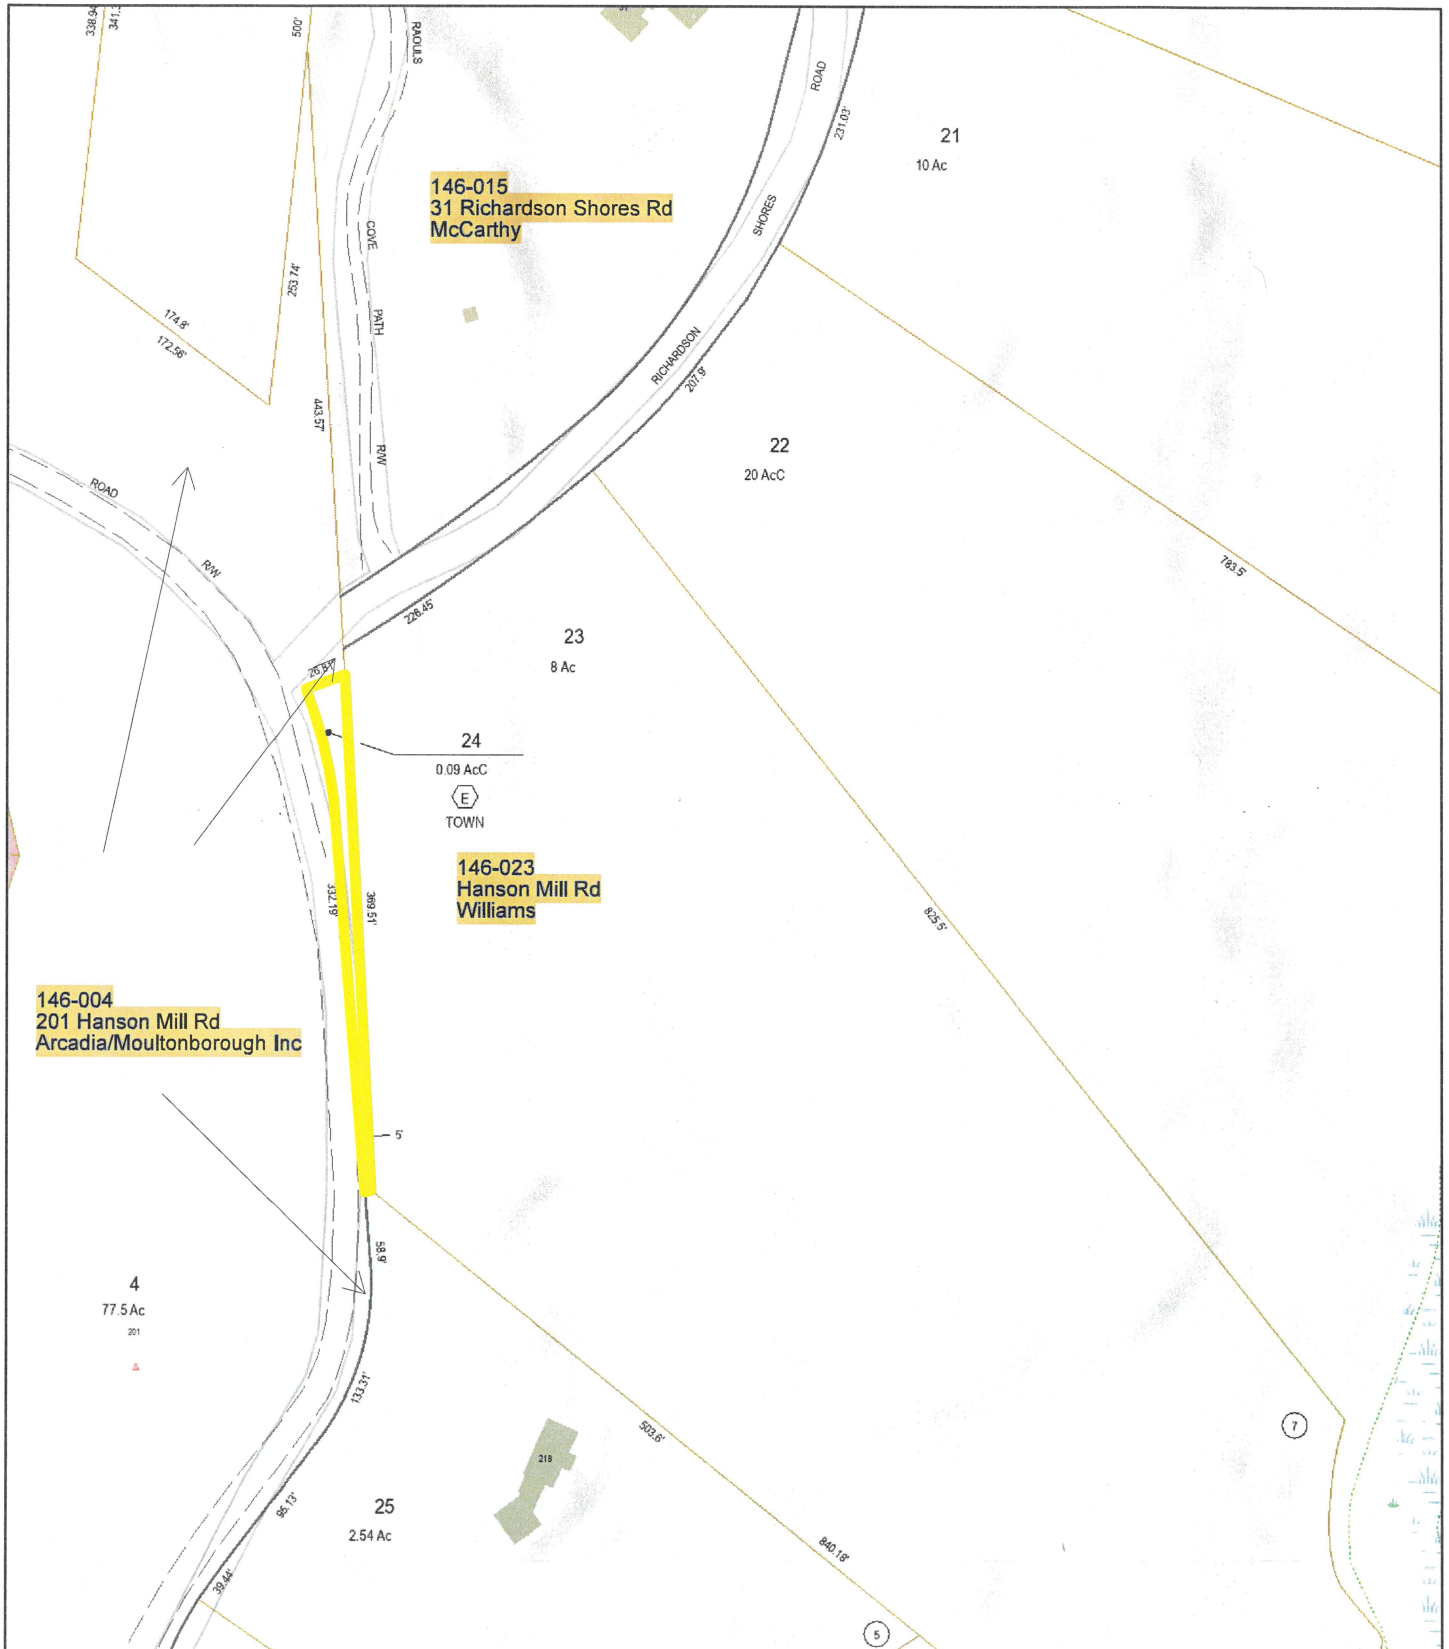 338.94
500'
RAOULS
ROAD
231.03'
21
10 Ac
146-015
31 Richardson Shores Rd
McCarthy
SHORES
COVE
253.74'
174.8'
172.56'
PATH
RICHARDSON
207.9'
443.57'
R/W
22
20 AcC
ROAD
R/W
783.5'
226.45'
23
8 Ac
26.87'
24
0.09 AcC
E
TOWN
146-023
Hanson Mill Rd
Williams
332.19'
369.51'
825.5'
146-004
201 Hanson Mill Rd
Arcadia/Moultonborough Inc
5'
58.9'
4
77.5 Ac
201
133.31'
503.6'
7
218
95.13'
25
2.54 Ac
840.18'
39.44'
5